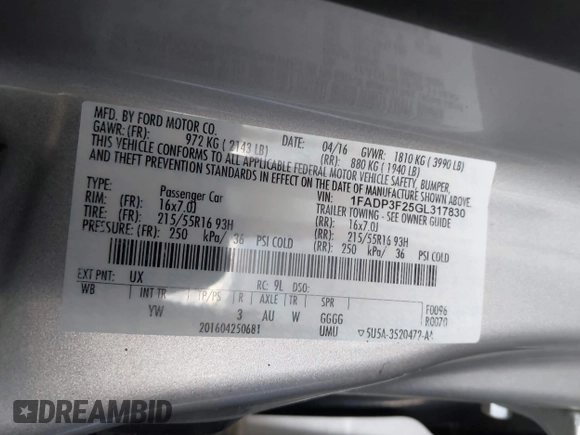 MFD. BY FORD MOTOR CO.
DATE: 04/16 GVWR: 1810 KG ( 3990 LB)
GAWR: (FR): 972 KG ( 2143 LB) (RR): 880 KG ( 1940 LB)
THIS VEHICLE CONFORMS TO ALL APPLICABLE FEDERAL MOTOR VEHICLE SAFETY, BUMPER,
AND THEFT PREVENTION STANDARDS IN EFFECT ON THE DATE OF MANUFACTURE SHOWN ABOVE.
VIN: 1FADP3F25GL317830
TYPE: Passenger Car TRAILER TOWING - SEE OWNER GUIDE
RIM: (FR): 16x7.0J (RR): 16x7.0J
TIRE: 215/55R16 93H (RR): 215/55R16 93H
PRESSURE: (FR): 250 kPa/ 36 PSI COLD (RR): 250 kPa/ 36 PSI COLD
EXT PNT: UX RC: 9L DSO:
WB INT TR TP/PS R AXLE TR SPR F0096
YW 3 AU W GGGG R0070
201604250681 UMU 5U5A-3520472-A
DREAMBID